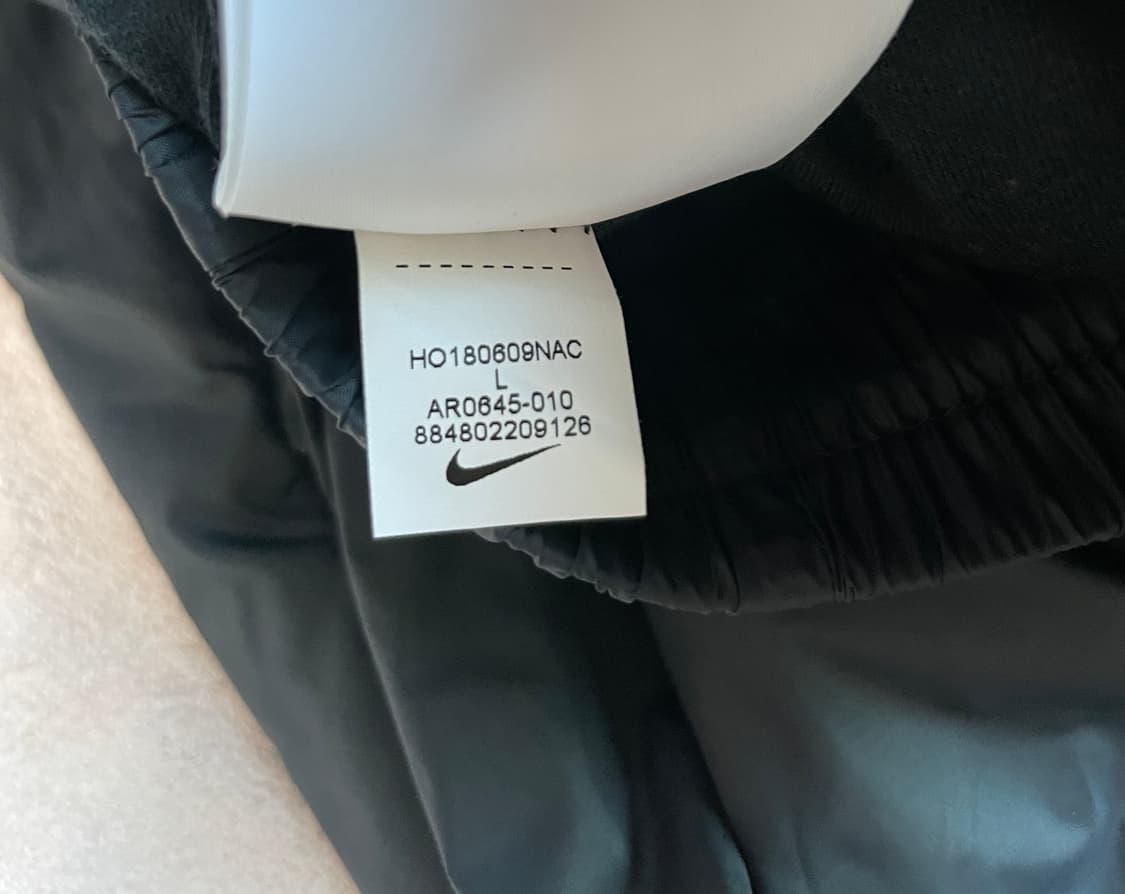 ---------
HO180609NAC
L
AR0645-010
884802209126